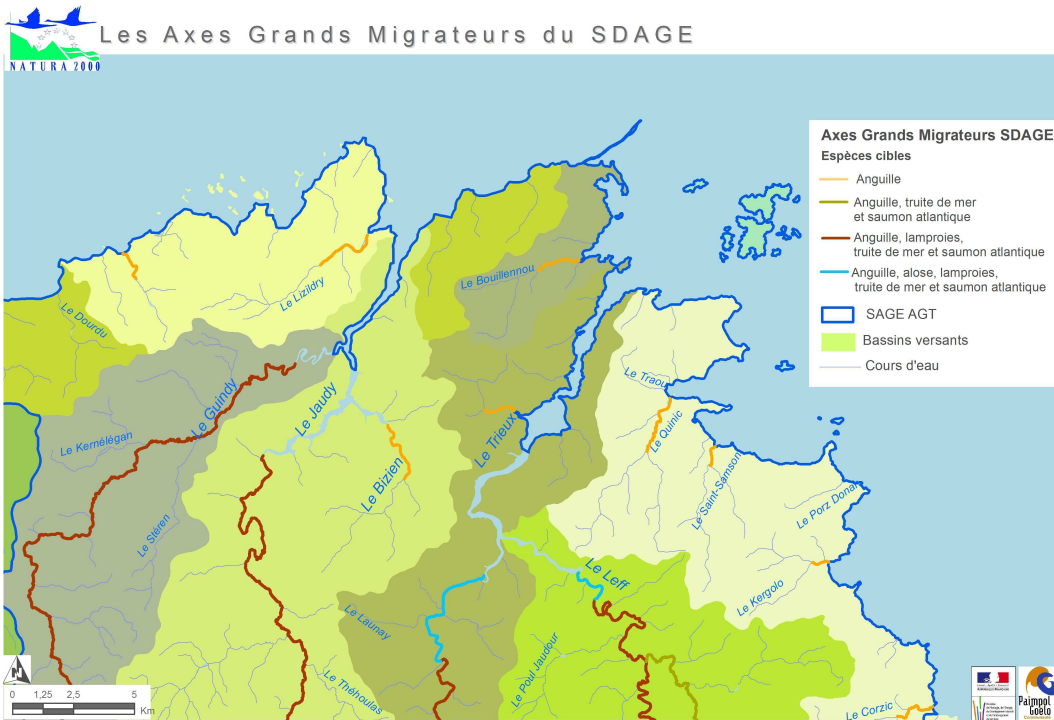 Les Axes Grands Migrateurs du SDAGE
NATURA 2000
Axes Grands Migrateurs SDAGE
Espèces cibles
Anguille
Anguille, truite de mer
et saumon atlantique
Anguille, lamproies,
truite de mer et saumon atlantique
Anguille, alose, lamproies,
truite de mer et saumon atlantique
SAGE AGT
Bassins versants
Cours d'eau
Le Bouillennou
Le Lizildry
Le Dourdu
Le Traou
Le Guindy
Le Jaudy
Le Trieux
Le Quinic
Le Kernélégan
Le Bizien
Le Saint-Samson
Le Porz Donan
Le Stéren
Le Leff
Le Kergolo
Le Launay
Le Poul Jaudour
Le Théhoulas
Le Corzic
N
0 1,25 2,5 5
Km
Paimpol
Goëlo